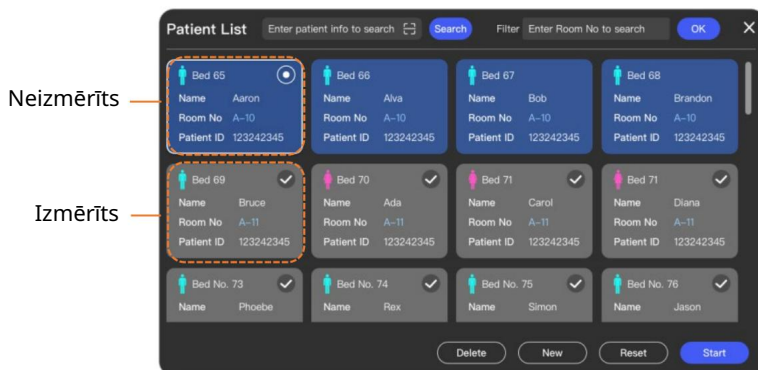 Patient List Enter patient info to search Search Filter Enter Room No to search OK
Neizmērīts
Bed 65 Bed 66 Bed 67 Bed 68
Name Aaron Name Alva Name Bob Name Brandon
Room No A-10 Room No A-10 Room No A-10 Room No A-10
Patient ID 123242345 Patient ID 123242345 Patient ID 123242345 Patient ID 123242345
Izmērīts
Bed 69 Bed 70 Bed 71 Bed 71
Name Bruce Name Ada Name Carol Name Diana
Room No A-11 Room No A-11 Room No A-11 Room No A-11
Patient ID 123242345 Patient ID 123242345 Patient ID 123242345 Patient ID 123242345
Bed No. 73 Bed No. 74 Bed No. 75 Bed No. 76
Name Phoebe Name Rex Name Simon Name Jason
Delete New Reset Start